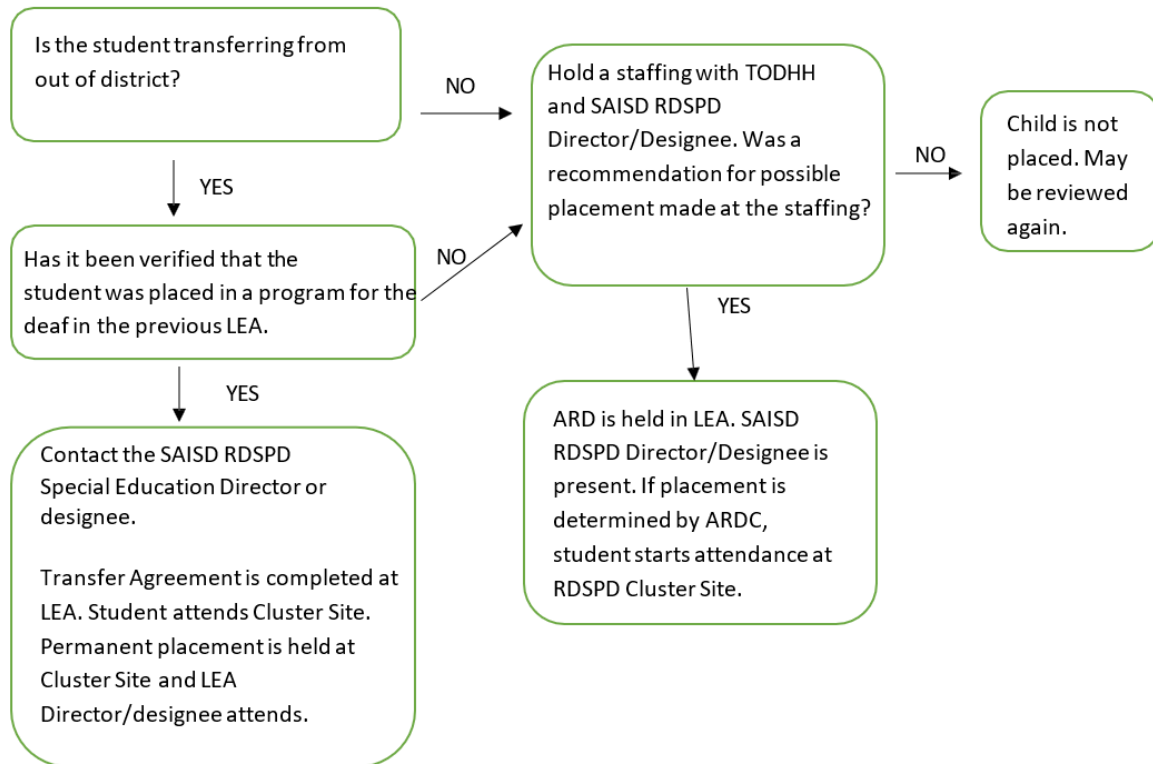 Is the student transferring from
out of district?
NO
YES
Hold a staffing with TODHH
and SAISD RDSPD
Director/Designee. Was a
recommendation for possible
placement made at the staffing?
NO
Child is not
placed. May
be reviewed
again.
Has it been verified that the
student was placed in a program for the
deaf in the previous LEA.
NO
YES
YES
Contact the SAISD RDSPD
Special Education Director or
designee.
Transfer Agreement is completed at
LEA. Student attends Cluster Site.
Permanent placement is held at
Cluster Site and LEA
Director/designee attends.
ARD is held in LEA. SAISD
RDSPD Director/Designee is
present. If placement is
determined by ARDC,
student starts attendance at
RDSPD Cluster Site.